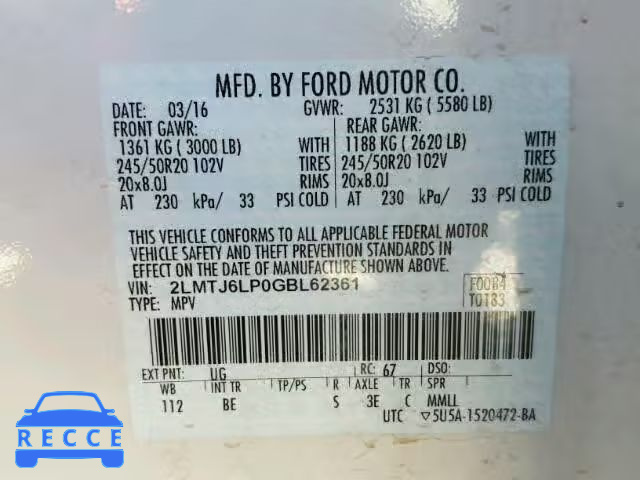 MFD. BY FORD MOTOR CO.
DATE: 03/16 GVWR: 2531 KG ( 5580 LB)
FRONT GAWR: REAR GAWR:
1361 KG ( 3000 LB) WITH 1188 KG ( 2620 LB) WITH
245/50R20 102V TIRES 245/50R20 102V TIRES
20x8.0J RIMS 20x8.0J RIMS
AT 230 kPa/ 33 PSI COLD AT 230 kPa/ 33 PSI COLD
THIS VEHICLE CONFORMS TO ALL APPLICABLE FEDERAL MOTOR
VEHICLE SAFETY AND THEFT PREVENTION STANDARDS IN
EFFECT ON THE DATE OF MANUFACTURE SHOWN ABOVE.
VIN: 2LMTJ6LP0GBL62361 F00B4
TYPE: MPV T0183
EXT PNT: UG RC: 67 DSO:
WB INT TR TP/PS R AXLE TR SPR
112 BE S 3E C MMLL
UTC ▽5U5A-1520472-BA
RECCE